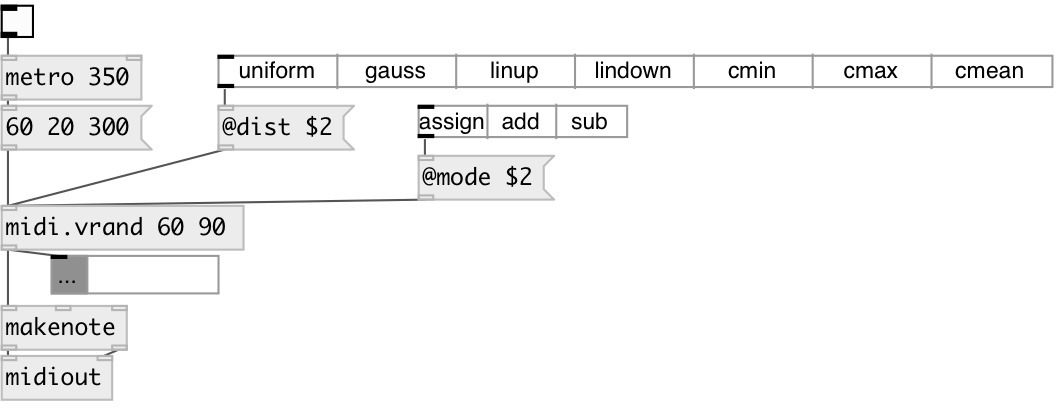 metro 350
uniform gauss linup lindown cmin cmax cmean
60 20 300
@dist $2
assign add sub
@mode $2
midi.vrand 60 90
...
makenote
midiout